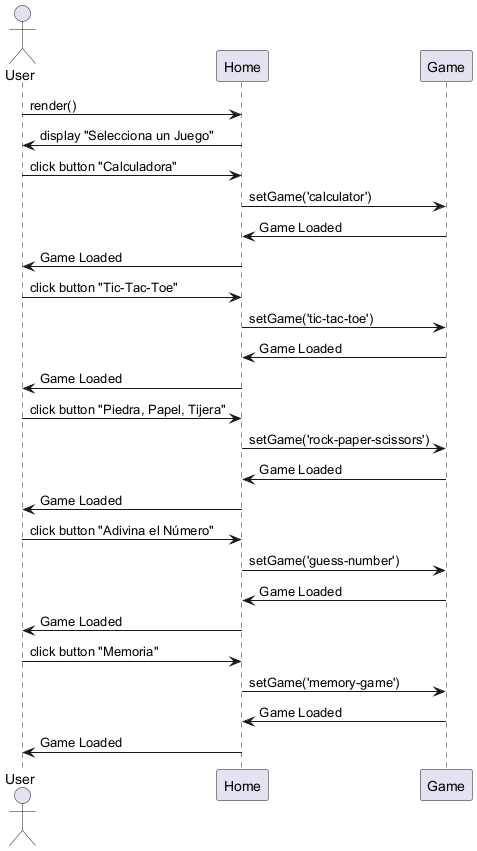 User
Home
Game
render()
display "Selecciona un Juego"
click button "Calculadora"
setGame('calculator')
Game Loaded
Game Loaded
click button "Tic-Tac-Toe"
setGame('tic-tac-toe')
Game Loaded
Game Loaded
click button "Piedra, Papel, Tijera"
setGame('rock-paper-scissors')
Game Loaded
Game Loaded
click button "Adivina el Número"
setGame('guess-number')
Game Loaded
Game Loaded
click button "Memoria"
setGame('memory-game')
Game Loaded
Game Loaded
User
Home
Game